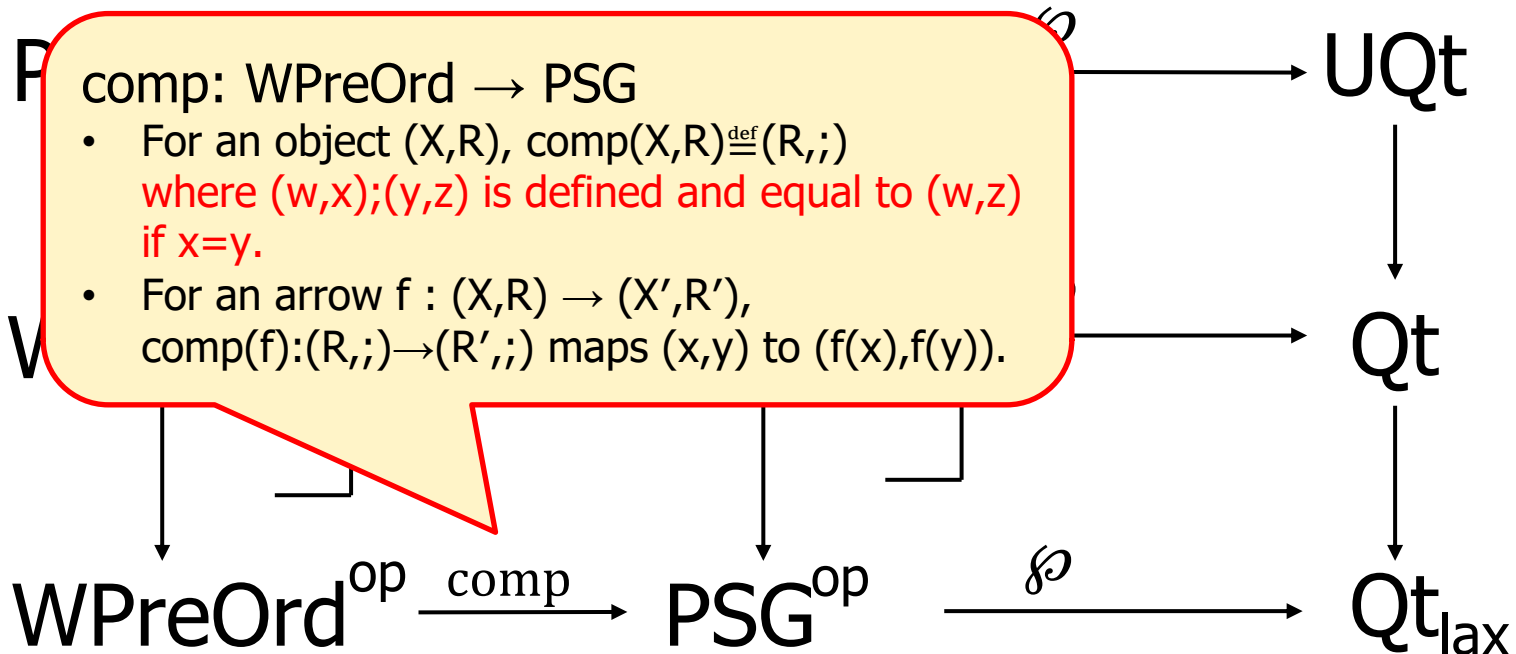 ℘
UQt
comp: WPreOrd → PSG
• For an object (X,R), comp(X,R)≝(R,;)
where (w,x);(y,z) is defined and equal to (w,z)
if x=y.
• For an arrow f : (X,R) → (X′,R′),
comp(f):(R,;)→(R′,;) maps (x,y) to (f(x),f(y)).
Qt
WPreOrd^op comp PSG^op ℘ Qt_lax